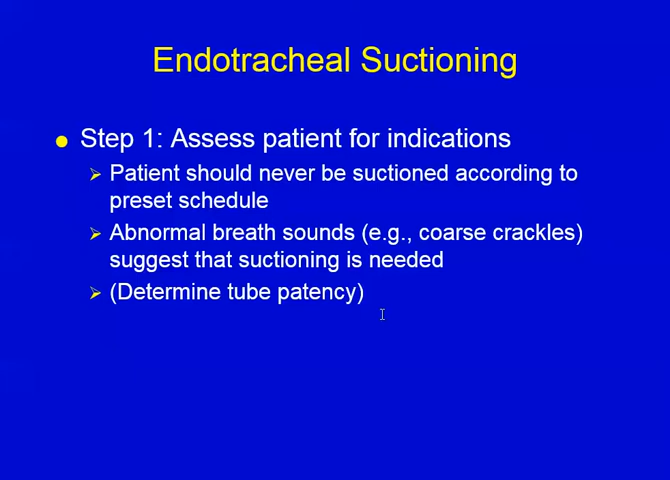 Endotracheal Suctioning
Step 1: Assess patient for indications
Patient should never be suctioned according to
preset schedule
Abnormal breath sounds (e.g., coarse crackles)
suggest that suctioning is needed
(Determine tube patency)